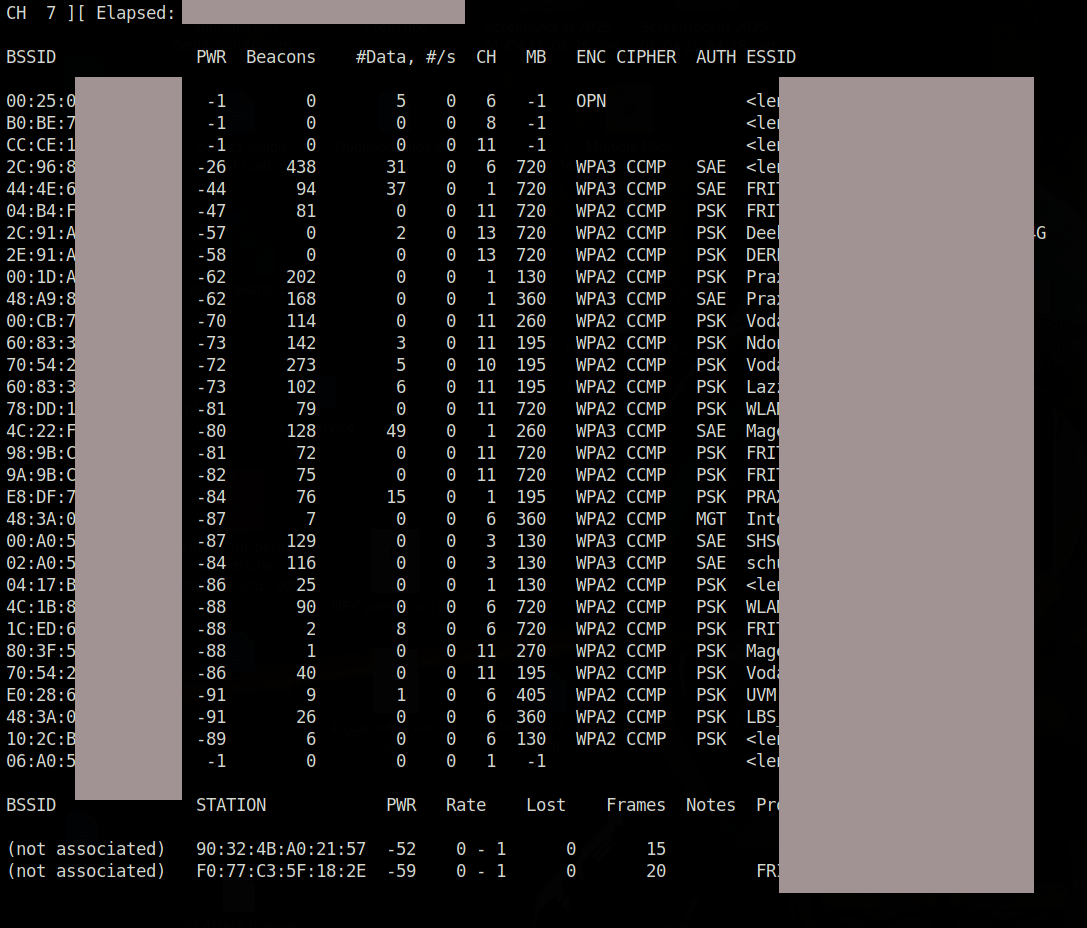 CH  7 ][ Elapsed:
BSSID              PWR  Beacons    #Data, #/s  CH   MB   ENC CIPHER  AUTH ESSID
00:25:0             -1        0        5    0   6   -1   OPN              <len
B0:BE:7             -1        0        0    0   8   -1                    <len
CC:CE:1             -1        0        0    0  11   -1                    <len
2C:96:8            -26      438       31    0   6  720   WPA3 CCMP   SAE  <len
44:4E:6            -44       94       37    0   1  720   WPA3 CCMP   SAE  FRIT
04:B4:F            -47       81        0    0  11  720   WPA2 CCMP   PSK  FRIT
2C:91:A            -57        0        2    0  13  720   WPA2 CCMP   PSK  Dee G
2E:91:A            -58        0        0    0  13  720   WPA2 CCMP   PSK  DER
00:1D:A            -62      202        0    0   1  130   WPA2 CCMP   PSK  Prax
48:A9:8            -62      168        0    0   1  360   WPA3 CCMP   SAE  Prax
00:CB:7            -70      114        0    0  11  260   WPA2 CCMP   PSK  Voda
60:83:3            -73      142        3    0  11  195   WPA2 CCMP   PSK  Ndor
70:54:2            -72      273        5    0  10  195   WPA2 CCMP   PSK  Voda
60:83:3            -73      102        6    0  11  195   WPA2 CCMP   PSK  Lazz
78:DD:1            -81       79        0    0  11  720   WPA2 CCMP   PSK  WLAN
4C:22:F            -80      128       49    0   1  260   WPA3 CCMP   SAE  Mage
98:9B:C            -81       72        0    0  11  720   WPA2 CCMP   PSK  FRIT
9A:9B:C            -82       75        0    0  11  720   WPA2 CCMP   PSK  FRIT
E8:DF:7            -84       76       15    0   1  195   WPA2 CCMP   PSK  PRAX
48:3A:0            -87        7        0    0   6  360   WPA2 CCMP   MGT  Inte
00:A0:5            -87      129        0    0   3  130   WPA3 CCMP   SAE  SHS
02:A0:5            -84      116        0    0   3  130   WPA3 CCMP   SAE  schu
04:17:B            -86       25        0    0   1  130   WPA2 CCMP   PSK  <len
4C:1B:8            -88       90        0    0   6  720   WPA2 CCMP   PSK  WLAN
1C:ED:6            -88        2        8    0   6  720   WPA2 CCMP   PSK  FRIT
80:3F:5            -88        1        0    0  11  270   WPA2 CCMP   PSK  Mage
70:54:2            -86       40        0    0  11  195   WPA2 CCMP   PSK  Voda
E0:28:6            -91        9        1    0   6  405   WPA2 CCMP   PSK  UVM
48:3A:0            -91       26        0    0   6  360   WPA2 CCMP   PSK  LBS_
10:2C:B            -89        6        0    0   6  130   WPA2 CCMP   PSK  <len
06:A0:5             -1        0        0    0   1   -1                    <len
BSSID              STATION            PWR   Rate    Lost    Frames  Notes  Pro
(not associated)   90:32:4B:A0:21:57  -52    0 - 1      0       15
(not associated)   F0:77:C3:5F:18:2E  -59    0 - 1      0       20         FRI